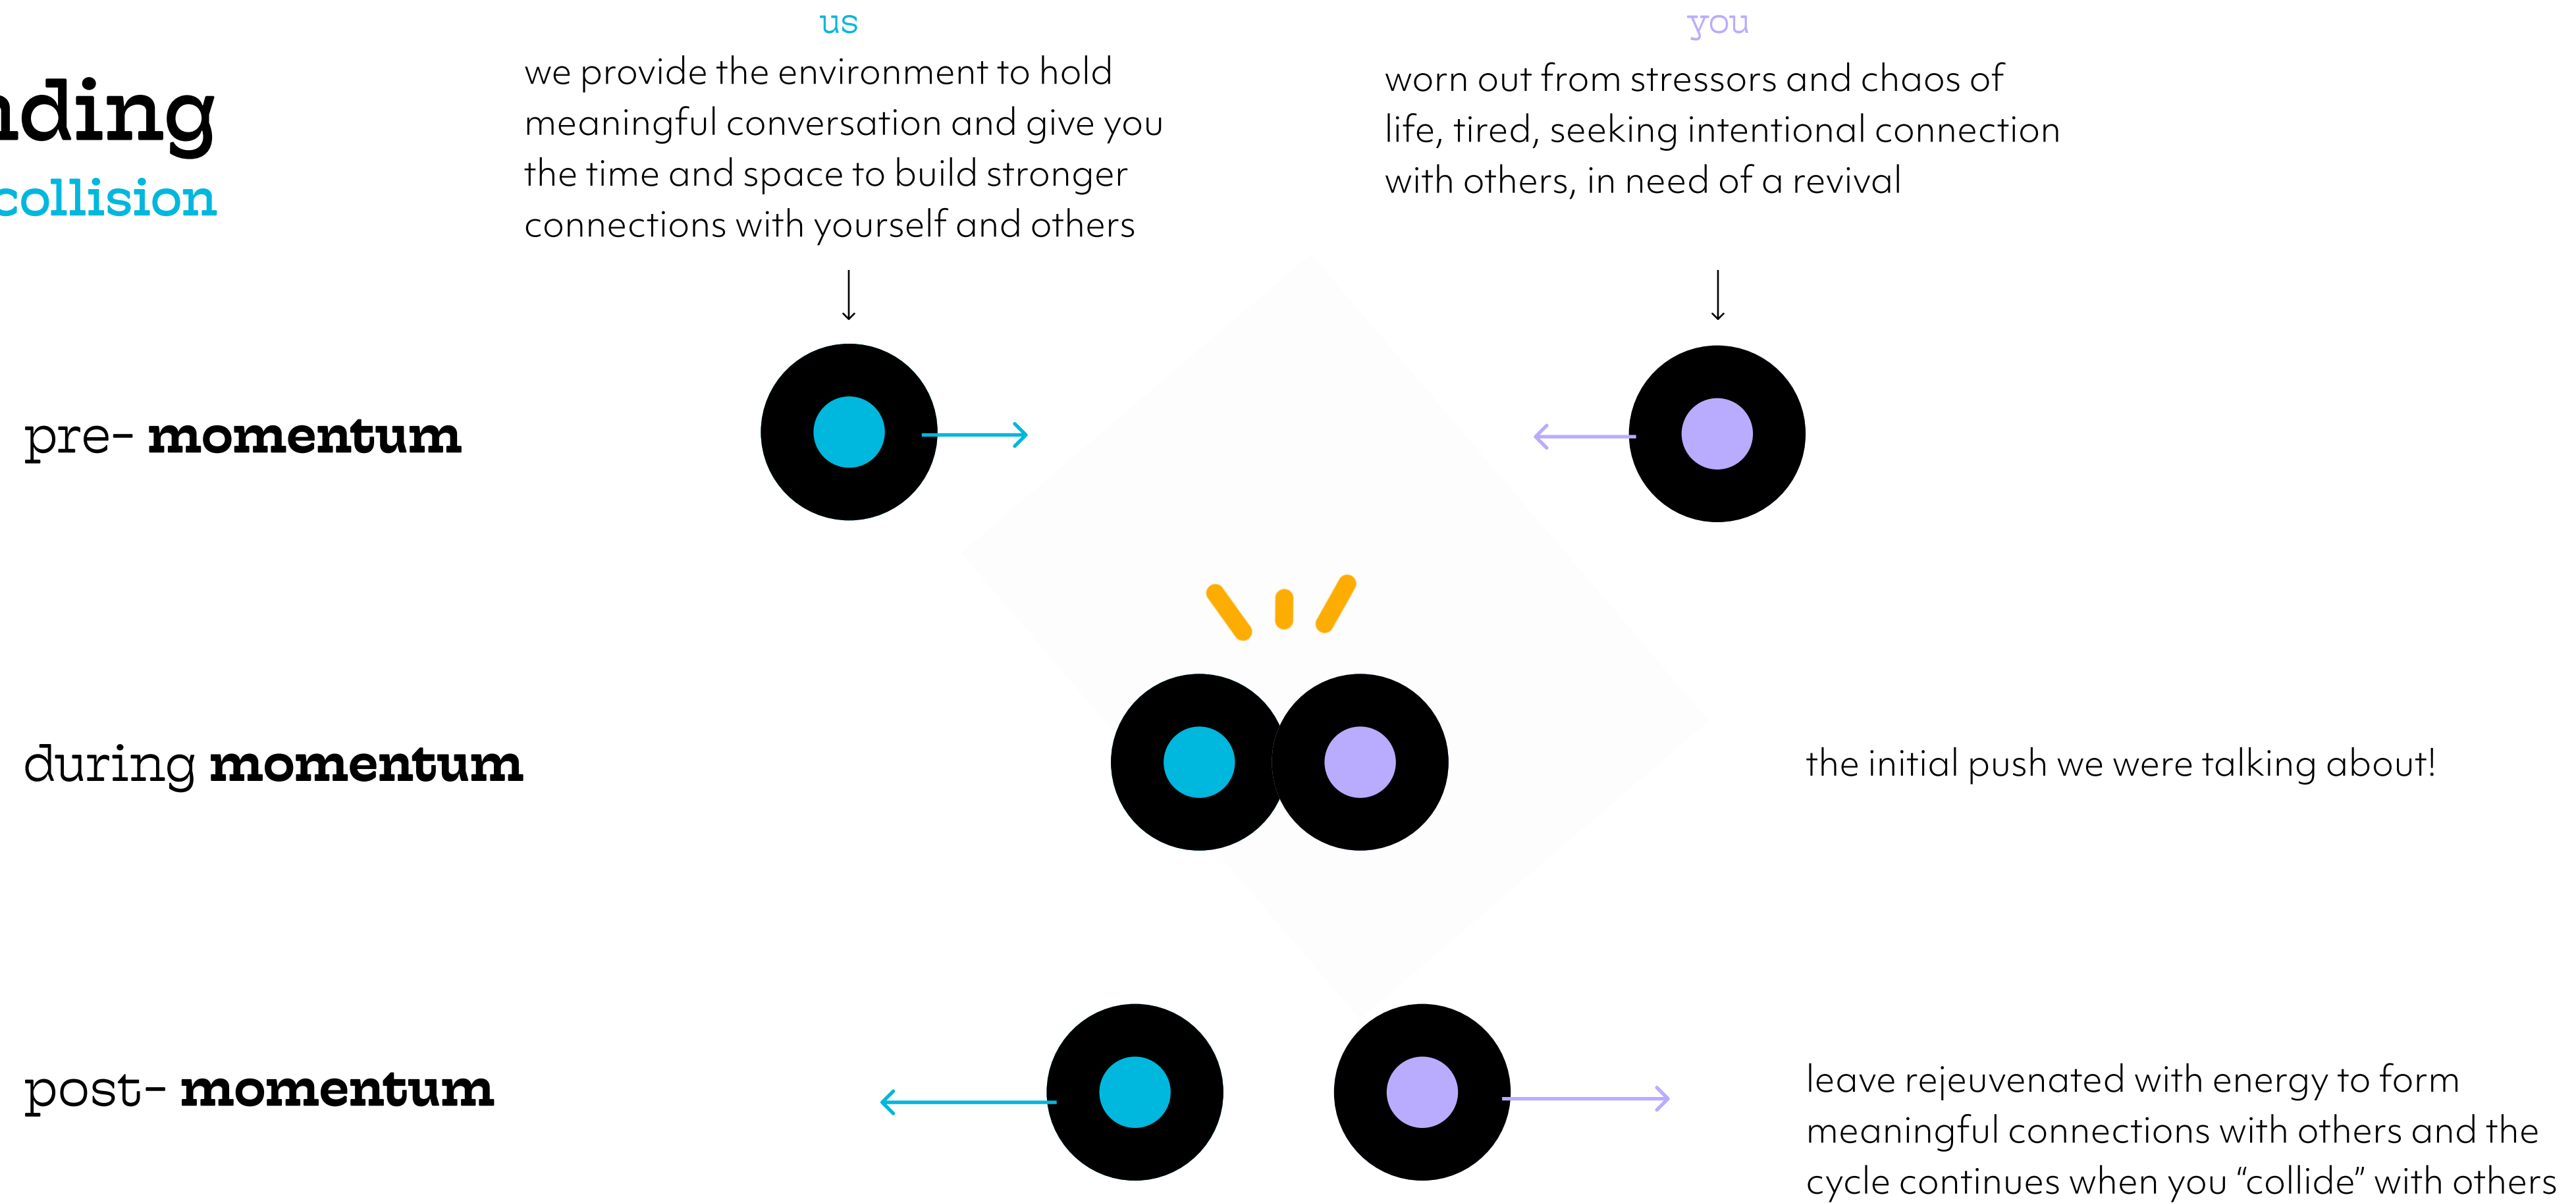 nding
collision
us
we provide the environment to hold
meaningful conversation and give you
the time and space to build stronger
connections with yourself and others
you
worn out from stressors and chaos of
life, tired, seeking intentional connection
with others, in need of a revival
pre- momentum
during momentum
the initial push we were talking about!
post- momentum
leave rejeuvenated with energy to form
meaningful connections with others and the
cycle continues when you “collide” with others